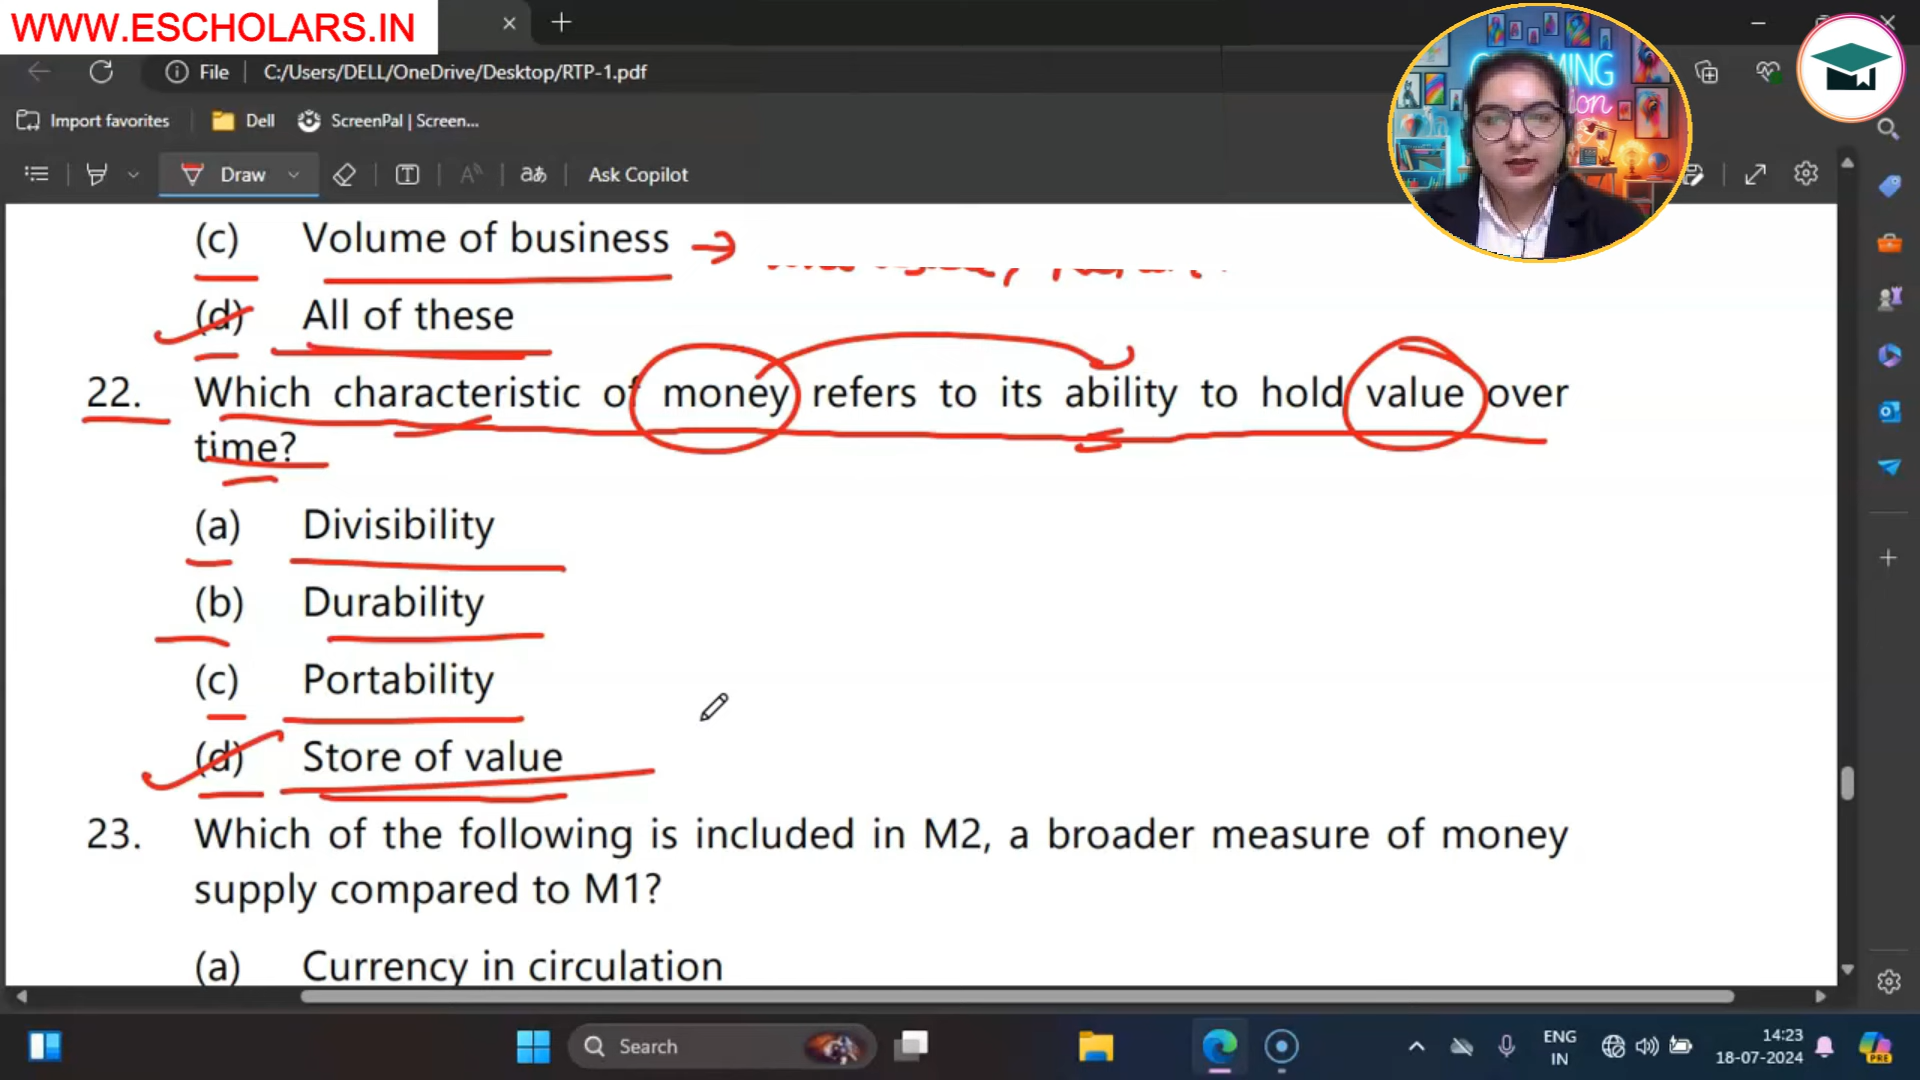 WWW.ESCHOLARS.IN
File
C:/Users/DELL/OneDrive/Desktop/RTP-1.pdf
Import favorites
Dell
ScreenPal | Screen...
Draw
Ask Copilot
(c) Volume of business
(d) All of these
22. Which characteristic of money refers to its ability to hold value over
time?
(a) Divisibility
(b) Durability
(c) Portability
(d) Store of value
23. Which of the following is included in M2, a broader measure of money
supply compared to M1?
(a) Currency in circulation
Search
ENG
IN
14:23
18-07-2024
PRE